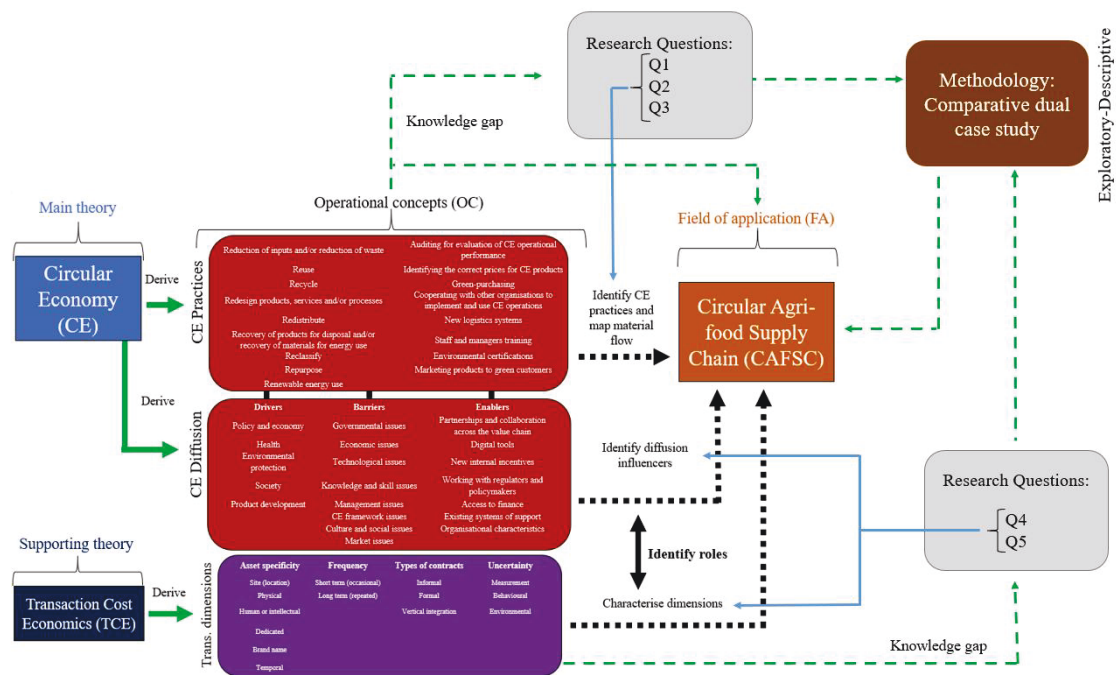 Research Questions:
Q1
Q2
Q3
Methodology:
Comparative dual
case study
Exploratory-Descriptive
Knowledge gap
Main theory
Operational concepts (OC)
Field of application (FA)
Circular
Economy
(CE)
Derive
CE Practices
Reduction of inputs and/or reduction of waste
Reuse
Recycle
Redesign products, services and/or processes
Redistribute
Recovery of products for disposal and/or
recovery of materials for energy use
Reclassify
Repurpose
Renewable energy use
Auditing for evaluation of CE operational
performance
Identifying the correct prices for CE products
Green-purchasing
Cooperating with other organisations to
implement and use CE operations
New logistics systems
Staff and managers training
Environmental certifications
Marketing products to green customers
Identify CE
practices and
map material
flow
Circular Agri-
food Supply
Chain (CAFSC)
Derive
CE Diffusion
Drivers
Policy and economy
Health
Environmental
protection
Society
Product development
Barriers
Governmental issues
Economic issues
Technological issues
Knowledge and skill issues
Management issues
CE framework issues
Culture and social issues
Market issues
Enablers
Partnerships and collaboration
across the value chain
Digital tools
New internal incentives
Working with regulators and
policymakers
Access to finance
Existing systems of support
Organisational characteristics
Identify diffusion
influencers
Identify roles
Characterise dimensions
Research Questions:
Q4
Q5
Supporting theory
Transaction Cost
Economics (TCE)
Derive
Trans. dimensions
Asset specificity
Site (location)
Physical
Human or intellectual
Dedicated
Brand name
Temporal
Frequency
Short term (occasional)
Long term (repeated)
Types of contracts
Informal
Formal
Vertical integration
Uncertainty
Measurement
Behavioural
Environmental
Knowledge gap